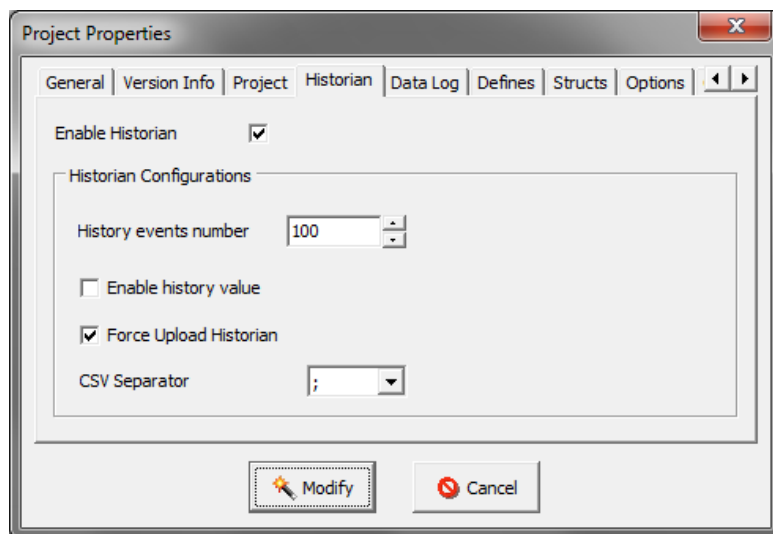 Project Properties
General Version Info Project Historian Data Log Defines Structs Options
Enable Historian
Historian Configurations
History events number 100
Enable history value
Force Upload Historian
CSV Separator ;
Modify Cancel